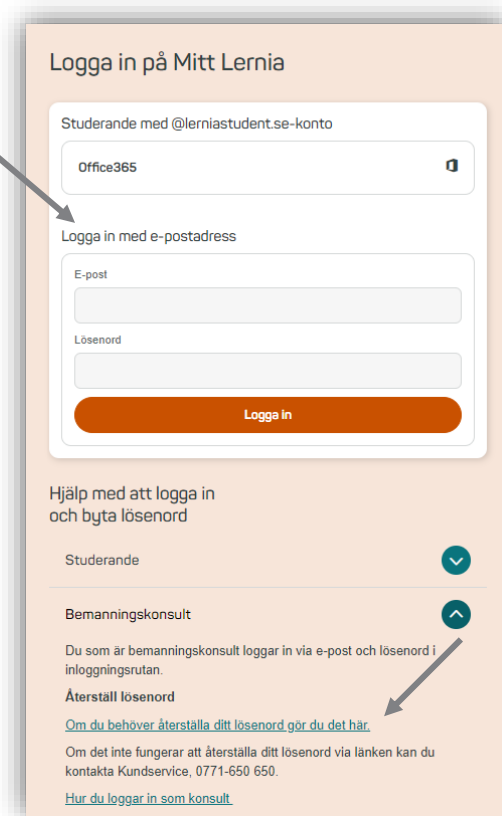 Logga in på Mitt Lernia
Studerande med @lerniastudent.se-konto
Office365
Logga in med e-postadress
E-post
Lösenord
Logga in
Hjälp med att logga in
och byta lösenord
Studerande
Bemanningskonsult
Du som är bemanningskonsult loggar in via e-post och lösenord i
inloggningsrutan.
Återställ lösenord
Om du behöver återställa ditt lösenord gör du det här.
Om det inte fungerar att återställa ditt lösenord via länken kan du
kontakta Kundservice, 0771-650 650.
Hur du loggar in som konsult